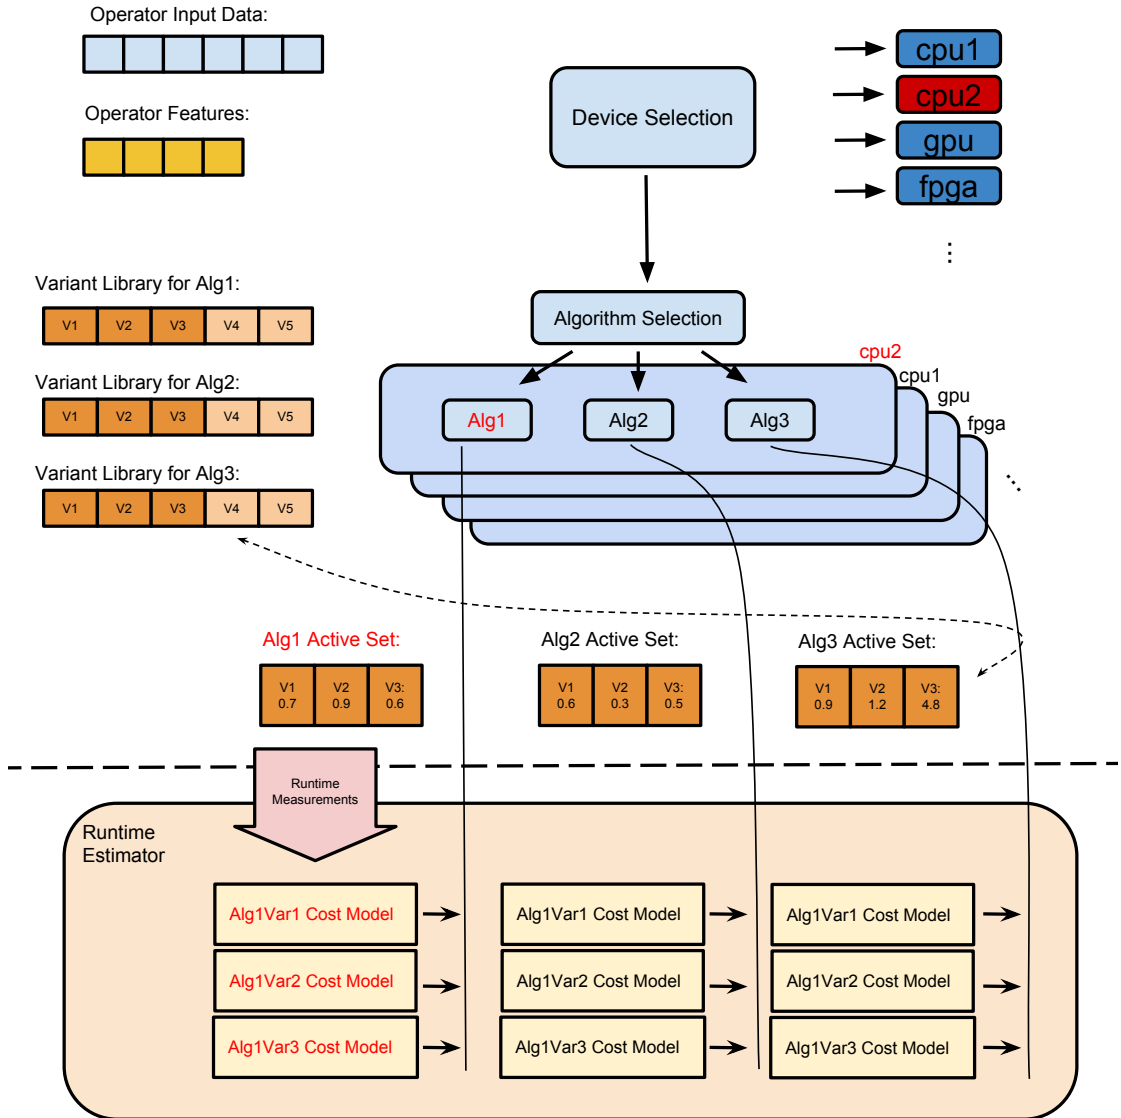 Operator Input Data:
Operator Features:
Device Selection
cpu1
cpu2
gpu
fpga
...
Variant Library for Alg1:
V1 V2 V3 V4 V5
Variant Library for Alg2:
V1 V2 V3 V4 V5
Variant Library for Alg3:
V1 V2 V3 V4 V5
Algorithm Selection
cpu2
cpu1
gpu
fpga
...
Alg1 Alg2 Alg3
Alg1 Active Set:
V1 V2 V3:
0.7 0.9 0.6
Alg2 Active Set:
V1 V2 V3:
0.6 0.3 0.5
Alg3 Active Set:
V1 V2 V3:
0.9 1.2 4.8
Runtime
Measurements
Runtime
Estimator
Alg1Var1 Cost Model Alg1Var1 Cost Model Alg1Var1 Cost Model
Alg1Var2 Cost Model Alg1Var2 Cost Model Alg1Var2 Cost Model
Alg1Var3 Cost Model Alg1Var3 Cost Model Alg1Var3 Cost Model